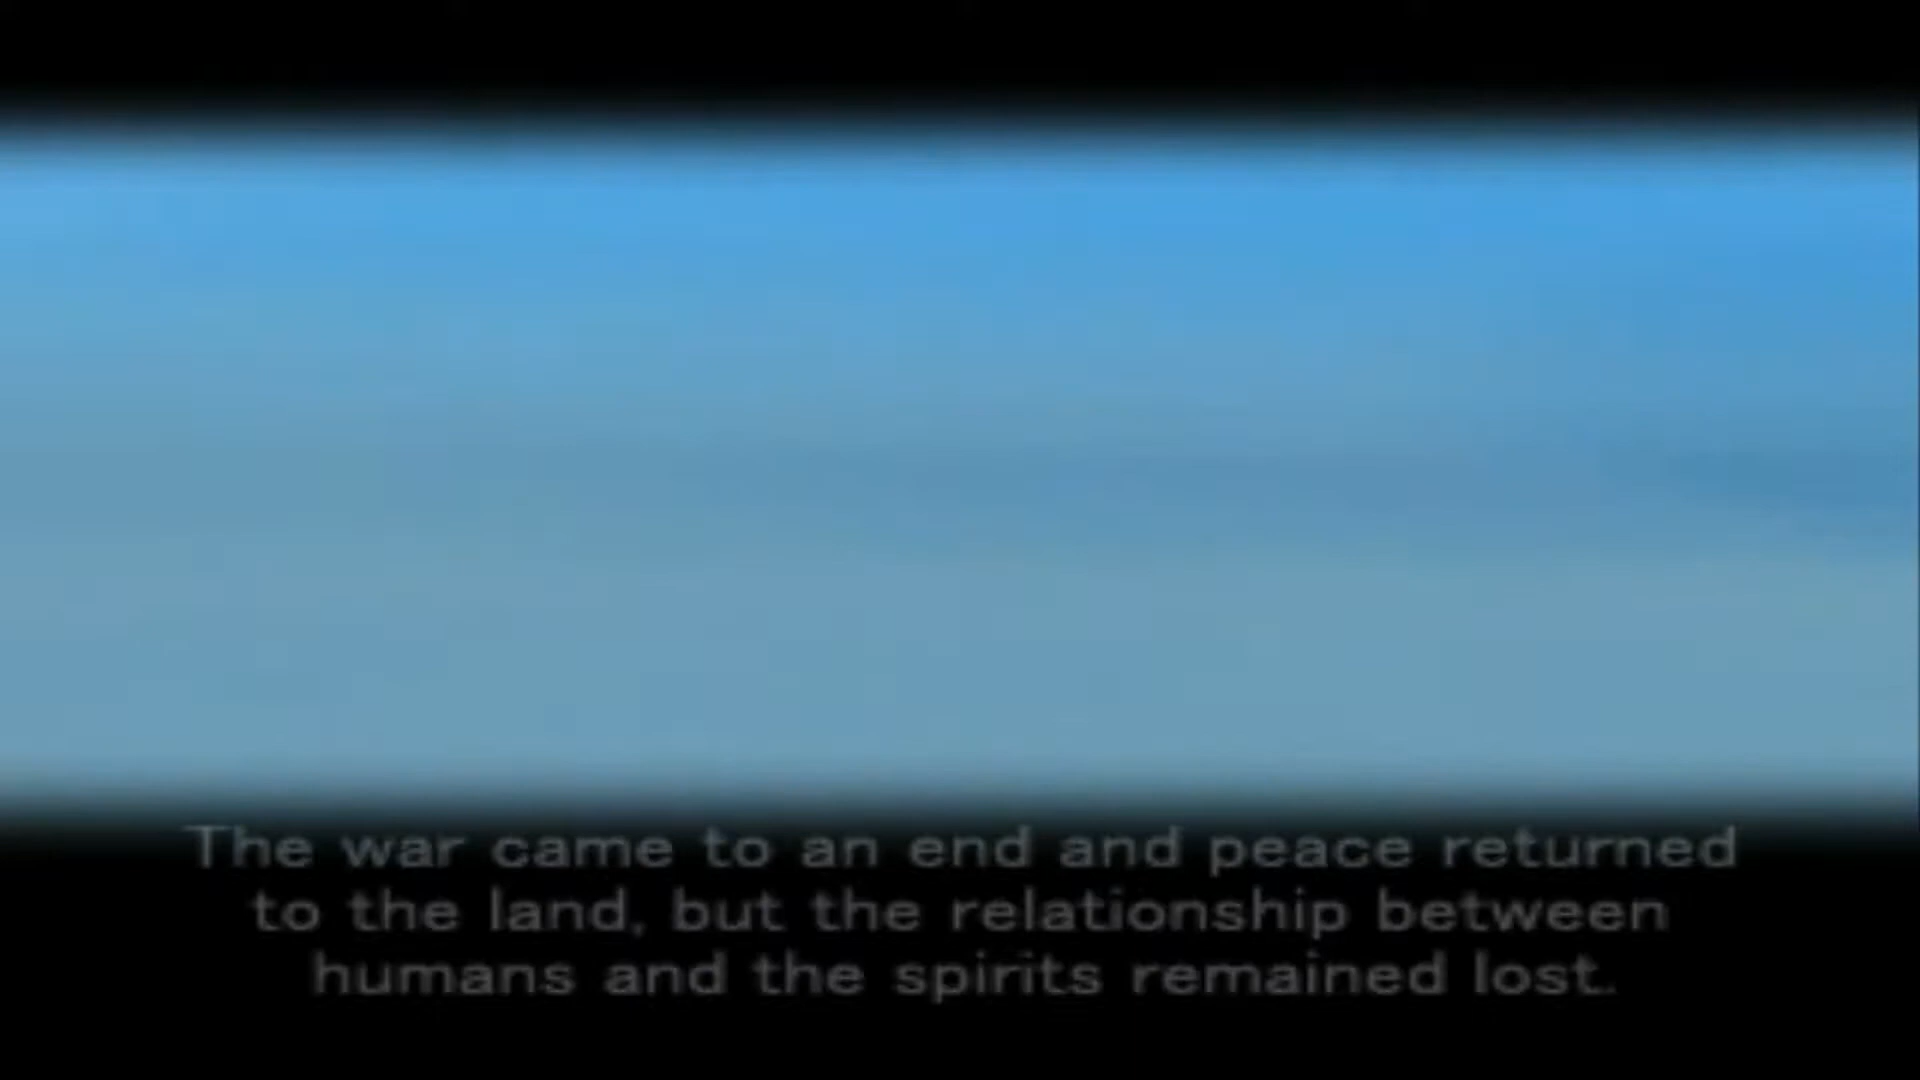 The war came to an end and peace returned
to the land, but the relationship between
humans and the spirits remained lost.